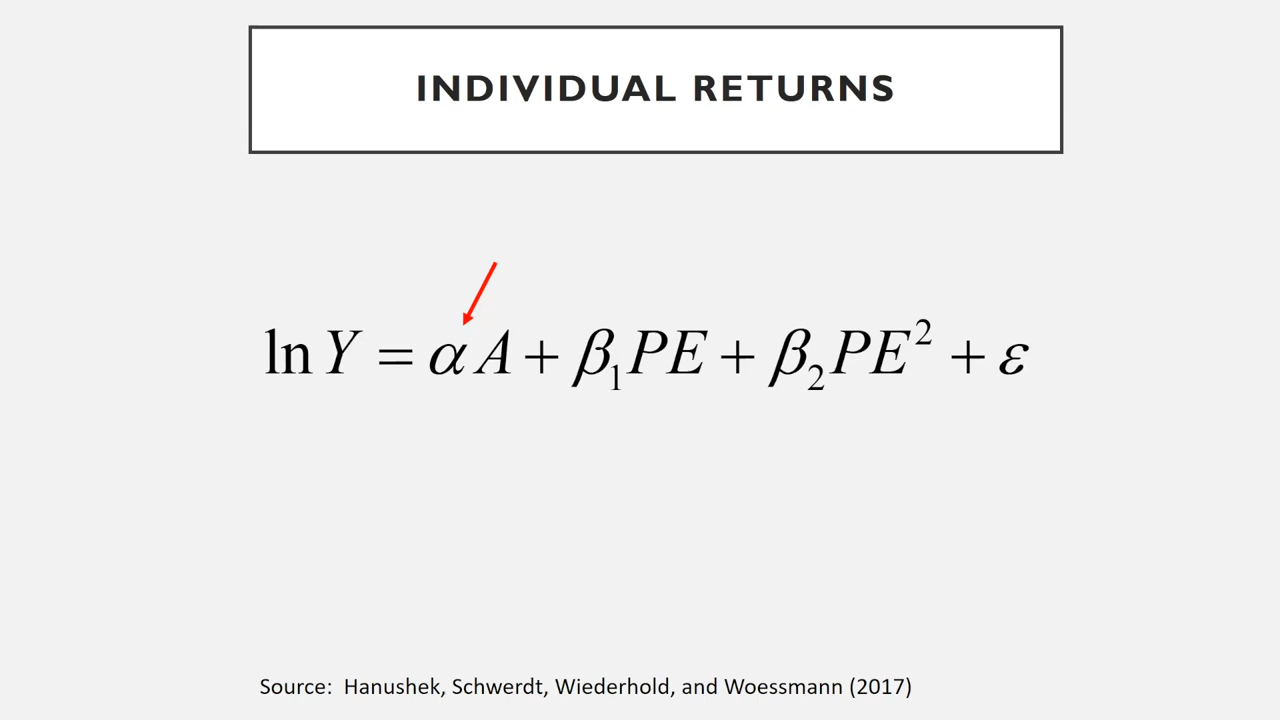 INDIVIDUAL RETURNS
ln Y = α A + β₁PE + β₂PE² + ε
Source: Hanushek, Schwerdt, Wiederhold, and Woessmann (2017)